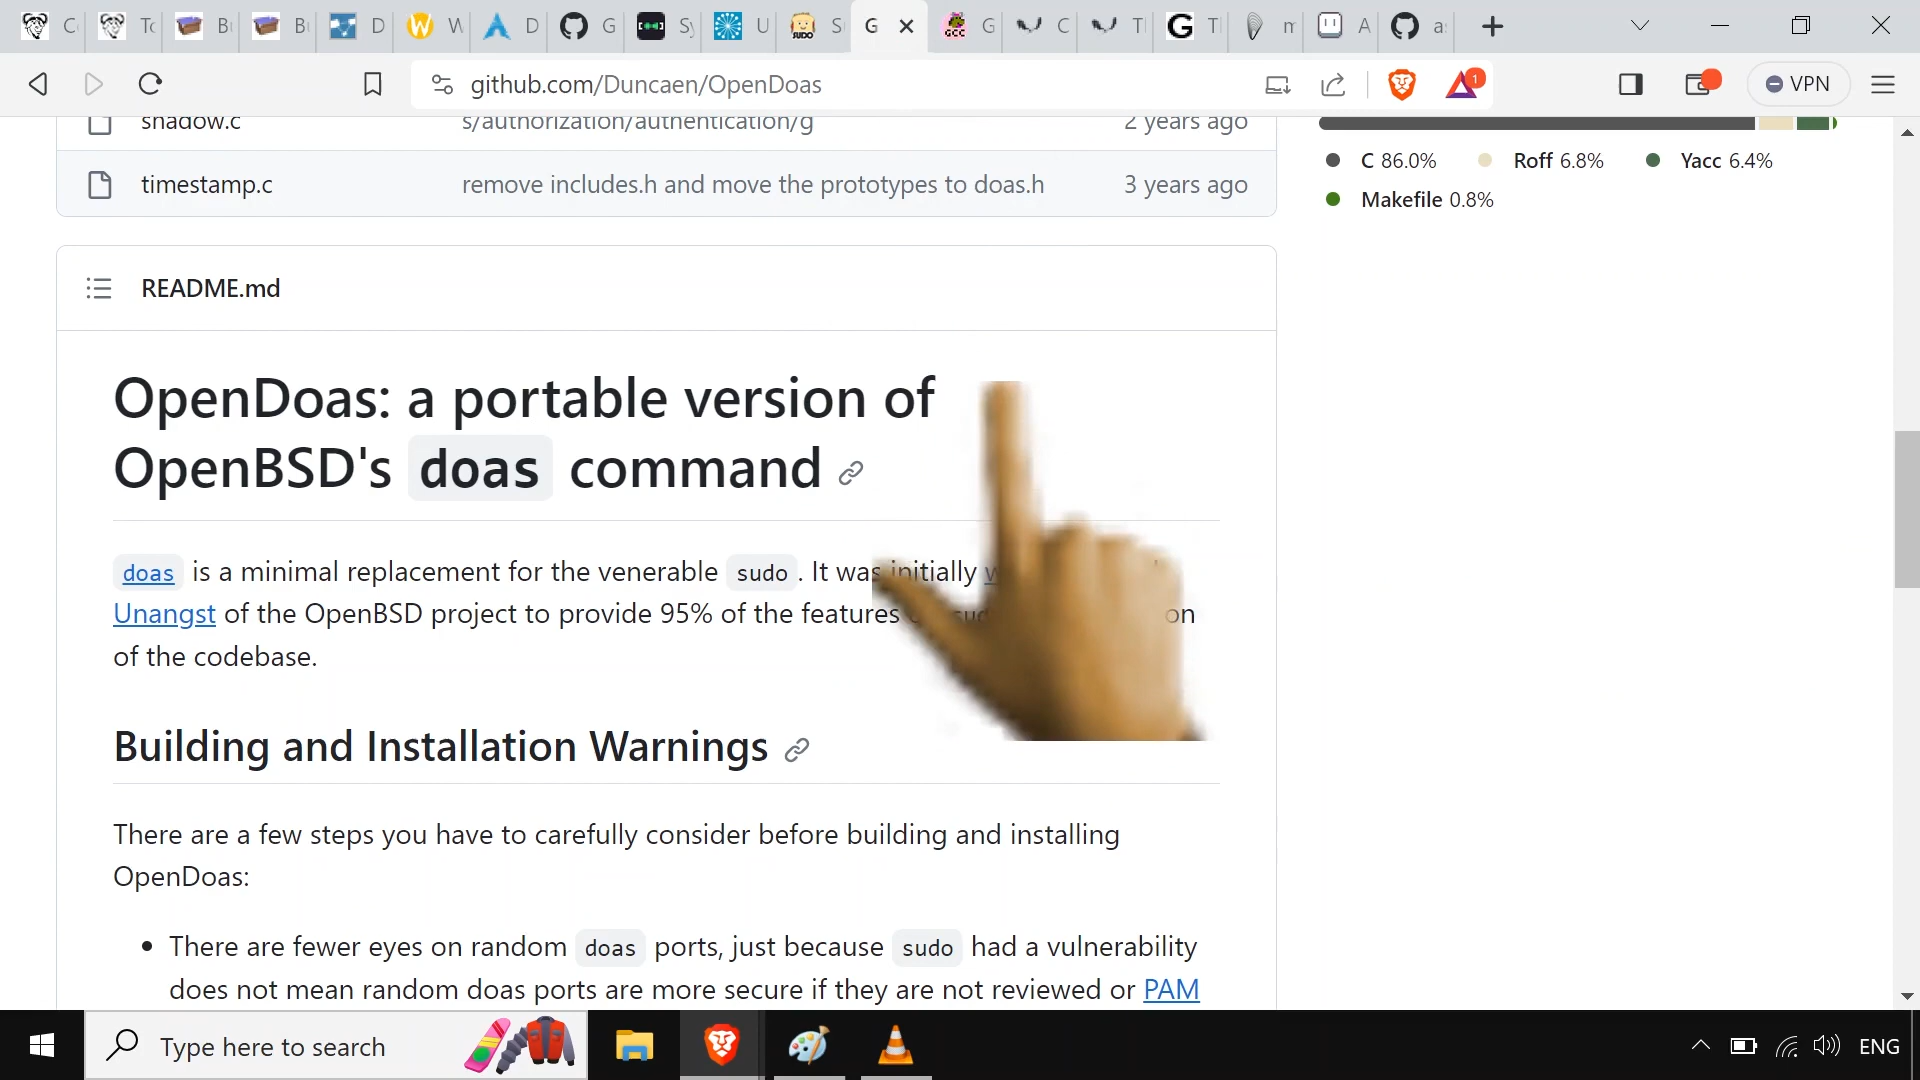 C
To
B
B
D
W
D
G
Sy
U
S
G
G
C
T
T
m
A
a
github.com/Duncaen/OpenDoas
1
VPN
shadow.c s/authorization/authentication/g 2 years ago
timestamp.c remove includes.h and move the prototypes to doas.h 3 years ago
C 86.0% Roff 6.8% Yacc 6.4%
Makefile 0.8%
README.md
OpenDoas: a portable version of
OpenBSD's doas command
doas is a minimal replacement for the venerable sudo. It was initially
Unangst of the OpenBSD project to provide 95% of the features
of the codebase.
Building and Installation Warnings
There are a few steps you have to carefully consider before building and installing
OpenDoas:
• There are fewer eyes on random doas ports, just because sudo had a vulnerability
does not mean random doas ports are more secure if they are not reviewed or PAM
Type here to search
ENG